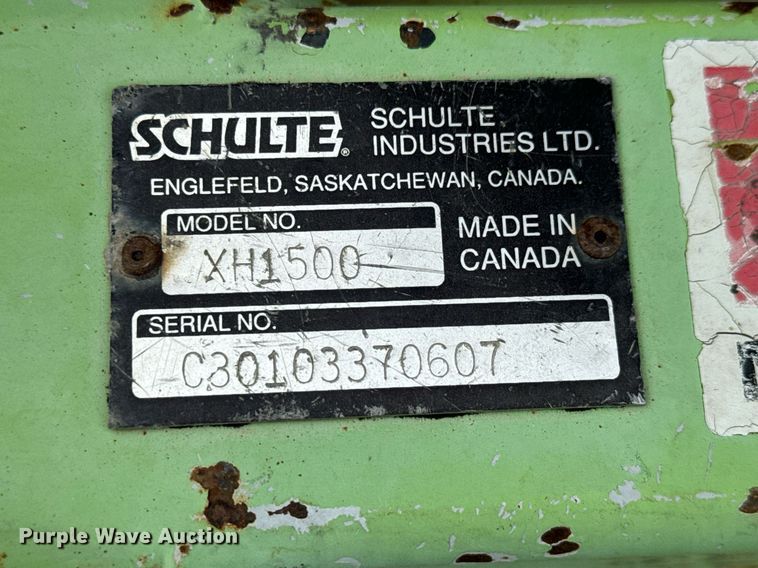 SCHULTE®
SCHULTE
INDUSTRIES LTD.
ENGLEFELD, SASKATCHEWAN, CANADA.
MODEL NO.
XH1500
MADE IN
CANADA
SERIAL NO.
C30103370607
Purple Wave Auction